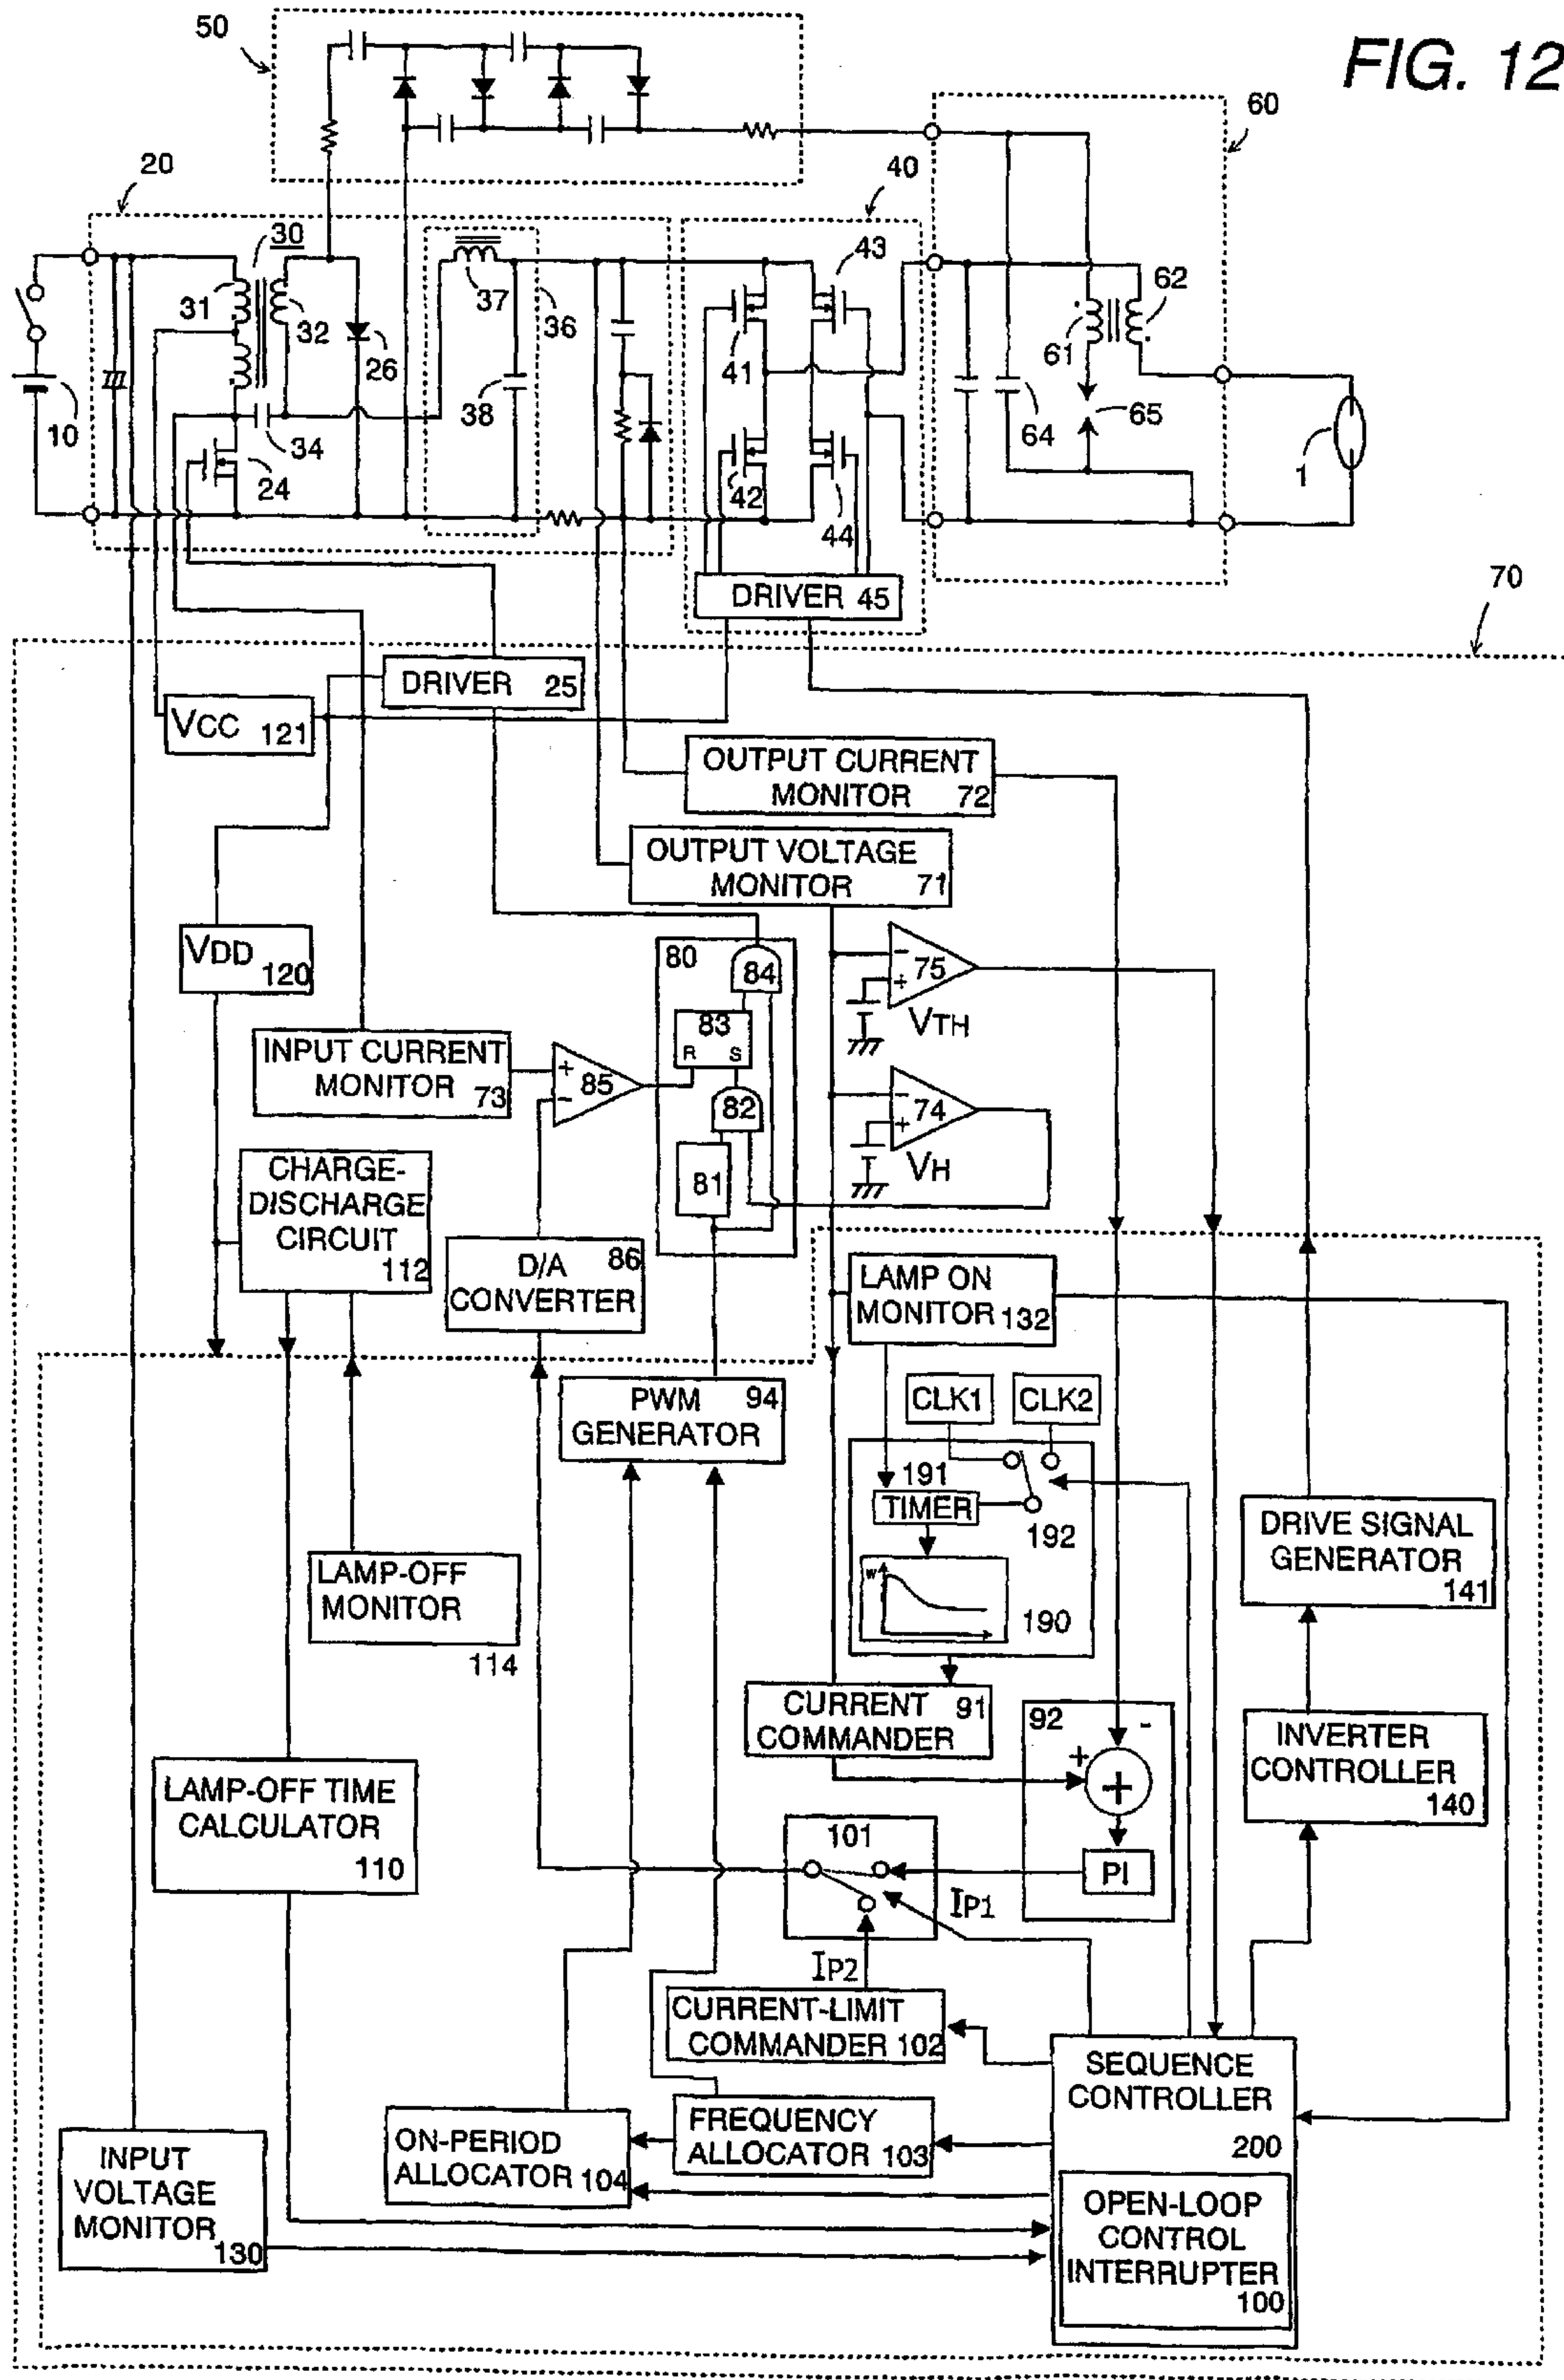 FIG. 12
50
60
20
40
30
31
32
37
36
43
62
61
26
41
10
34
38
64
65
24
42
44
1
DRIVER 45
70
DRIVER 25
VCC 121
OUTPUT CURRENT
MONITOR 72
OUTPUT VOLTAGE
MONITOR 71
VDD
120
80
84
-
75
+
VTH
83
R S
INPUT CURRENT
MONITOR 73
+
85
-
82
-
74
+
VH
81
CHARGE-
DISCHARGE
CIRCUIT
112
D/A 86
CONVERTER
LAMP ON
MONITOR 132
PWM 94
GENERATOR
CLK1
CLK2
191
TIMER
192
W
190
DRIVE SIGNAL
GENERATOR
141
LAMP-OFF
MONITOR
114
CURRENT 91
COMMANDER
92
-
+
+
PI
INVERTER
CONTROLLER
140
LAMP-OFF TIME
CALCULATOR
110
101
IP1
IP2
CURRENT-LIMIT
COMMANDER 102
SEQUENCE
CONTROLLER
200
FREQUENCY
ALLOCATOR 103
ON-PERIOD
ALLOCATOR 104
INPUT
VOLTAGE
MONITOR
130
OPEN-LOOP
CONTROL
INTERRUPTER
100